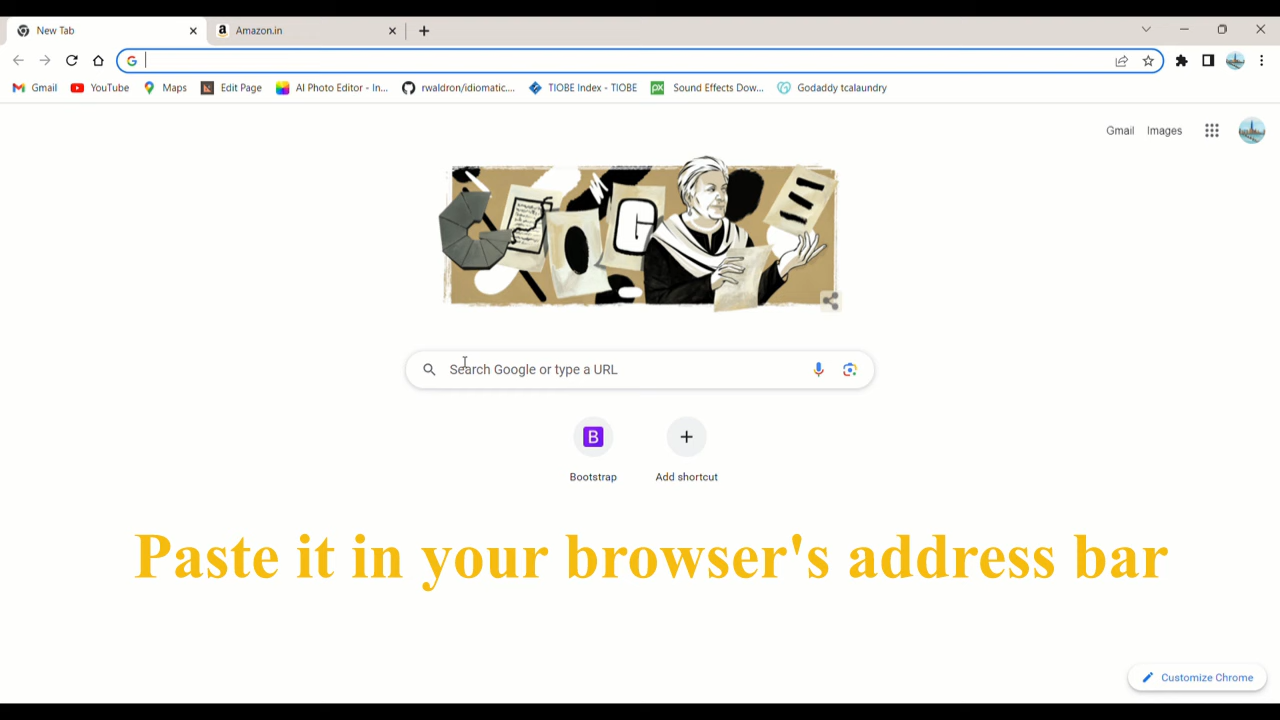 New Tab
Amazon.in
Gmail YouTube Maps Edit Page AI Photo Editor - In... rwaldron/idiomatic.... TIOBE Index - TIOBE Sound Effects Dow... Godaddy tcalaundry
Gmail Images
G
Search Google or type a URL
B
Bootstrap Add shortcut
Paste it in your browser's address bar
Customize Chrome